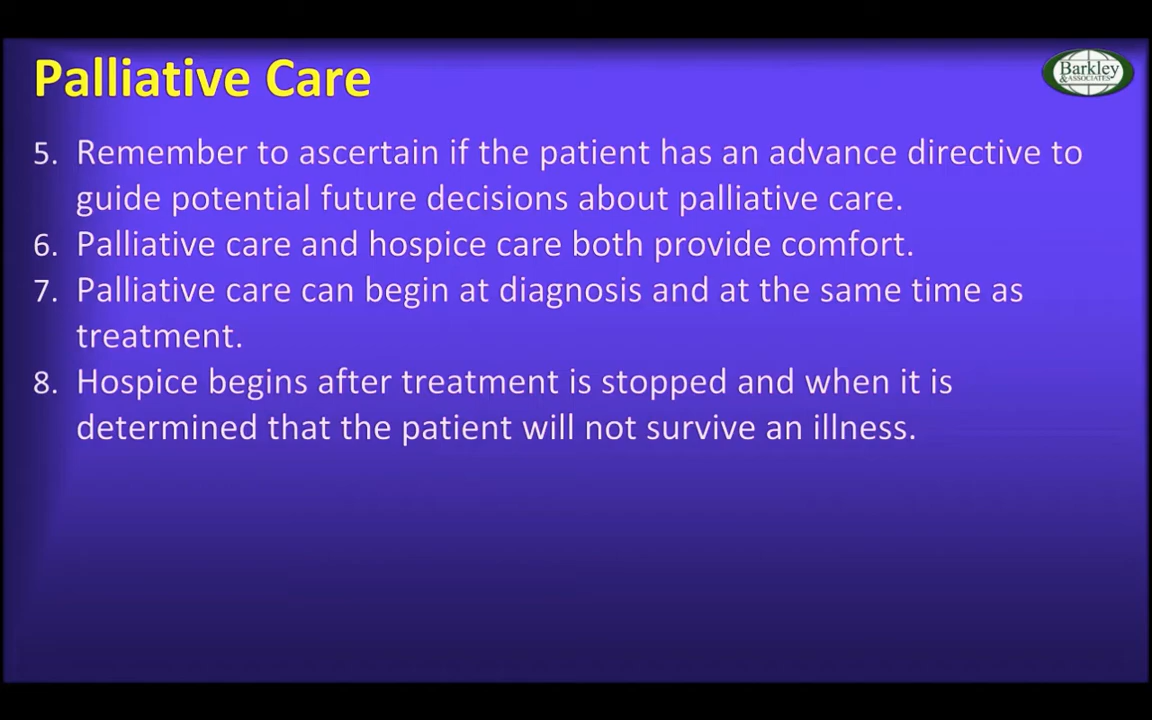 Palliative Care
Barkley
& ASSOCIATES
5. Remember to ascertain if the patient has an advance directive to
guide potential future decisions about palliative care.
6. Palliative care and hospice care both provide comfort.
7. Palliative care can begin at diagnosis and at the same time as
treatment.
8. Hospice begins after treatment is stopped and when it is
determined that the patient will not survive an illness.